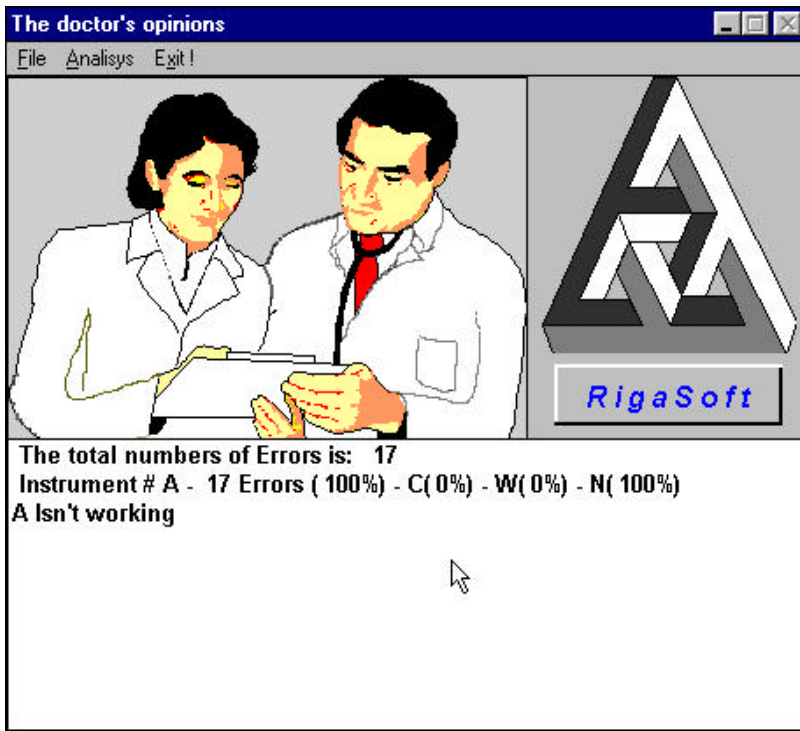 The doctor's opinions
File Analisys Exit !
RigaSoft
The total numbers of Errors is: 17
Instrument # A - 17 Errors ( 100%) - C( 0%) - W( 0%) - N( 100%)
A Isn't working